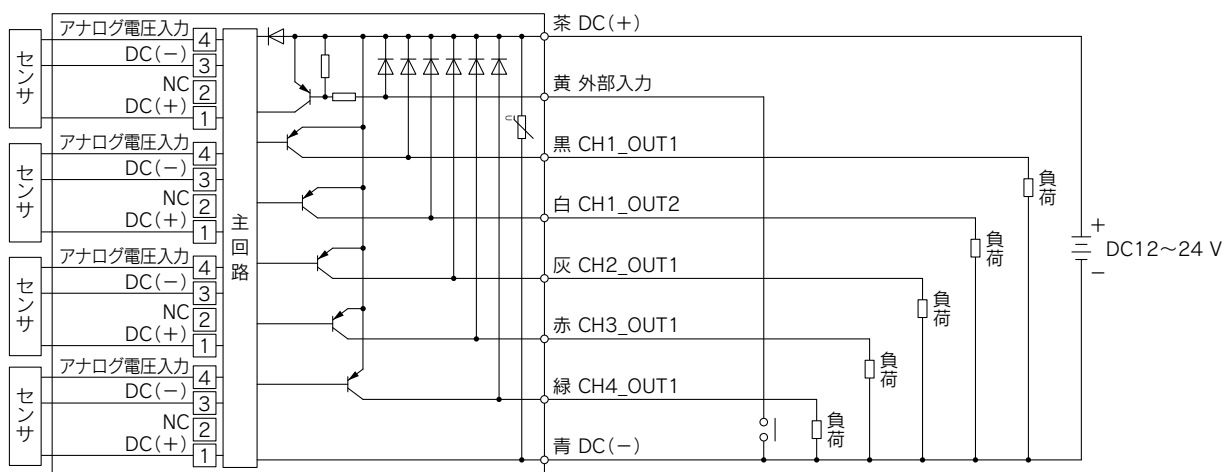 センサ
アナログ電圧入力 4
DC(−) 3
NC 2
DC(+) 1
センサ
アナログ電圧入力 4
DC(−) 3
NC 2
DC(+) 1
センサ
アナログ電圧入力 4
DC(−) 3
NC 2
DC(+) 1
センサ
アナログ電圧入力 4
DC(−) 3
NC 2
DC(+) 1
主回路
U
茶 DC(+)
黄 外部入力
黒 CH1_OUT1
白 CH1_OUT2
灰 CH2_OUT1
赤 CH3_OUT1
緑 CH4_OUT1
青 DC(−)
負荷
負荷
負荷
負荷
負荷
+
DC12~24 V
−